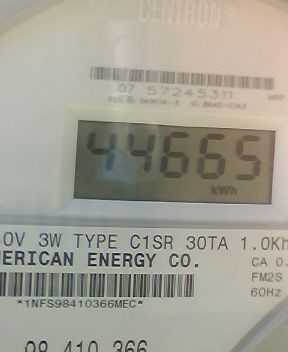 CENTRON®
07 57245311
44665
kWh
0V 3W TYPE C1SR 30TA 1.0Kh
ERICAN ENERGY CO.
CA 0.
FM2S
60Hz
*1NFS98410366MEC*
98 410 366